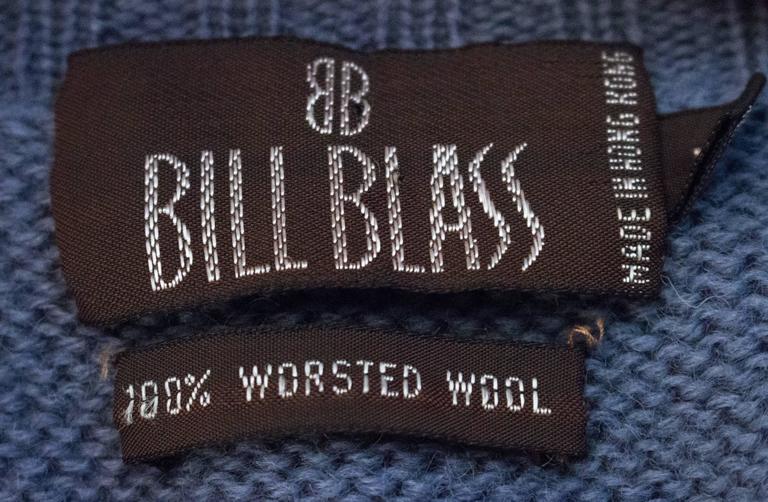 BB
BILL BLASS
MADE IN HONG KONG
100% WORSTED WOOL